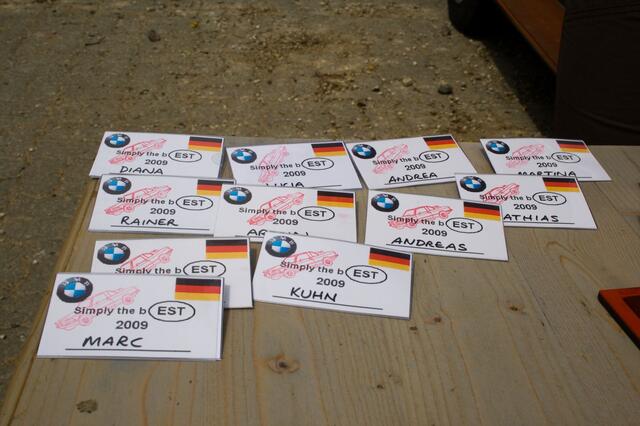 Simply the b EST
2009
DIANA
Simply the b EST
2009
Simply the b EST
2009
ANDREA
Simply the b EST
2009
MARTINA
Simply the b EST
2009
RAINER
Simply the b EST
2009
Simply the b EST
2009
ANDREAS
Simply the b EST
2009
ATHIAS
Simply the b EST
Simply the b EST
2009
KUHN
BMW
Simply the b EST
2009
MARC